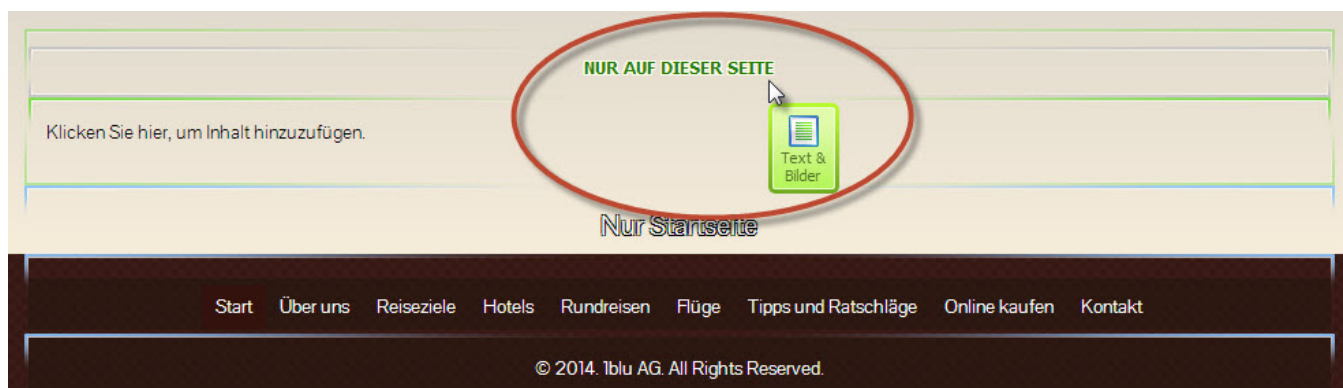 NUR AUF DIESER SEITE
Klicken Sie hier, um Inhalt hinzuzufügen.
Text &
Bilder
Nur Startseite
Start Über uns Reiseziele Hotels Rundreisen Flüge Tipps und Ratschläge Online kaufen Kontakt
© 2014. 1blu AG. All Rights Reserved.